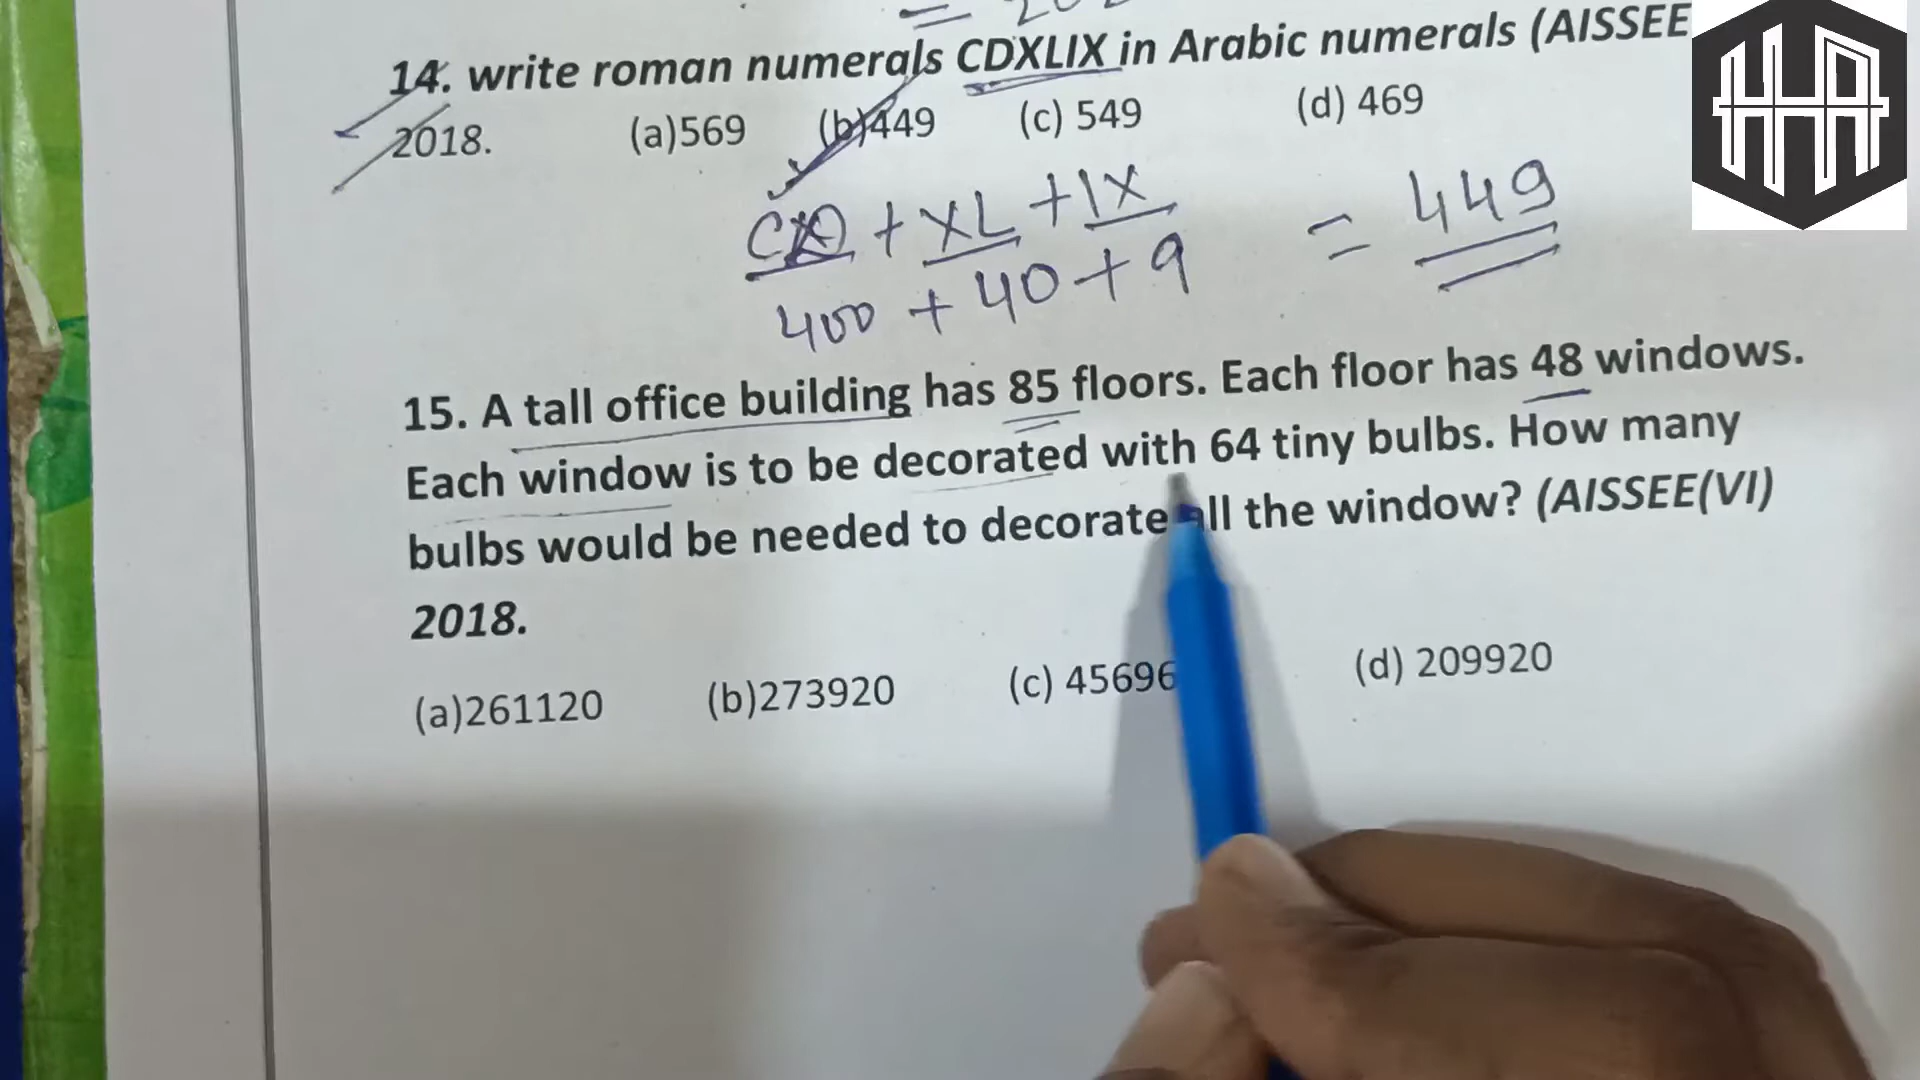 = 202
14. write roman numerals CDXLIX in Arabic numerals (AISSEE
2018. (a)569 (b)449 (c) 549 (d) 469
CD + XL + IX = 449
400 + 40 + 9
15. A tall office building has 85 floors. Each floor has 48 windows.
Each window is to be decorated with 64 tiny bulbs. How many
bulbs would be needed to decorate all the window? (AISSEE(VI)
2018.
(a)261120 (b)273920 (c) 45696 (d) 209920